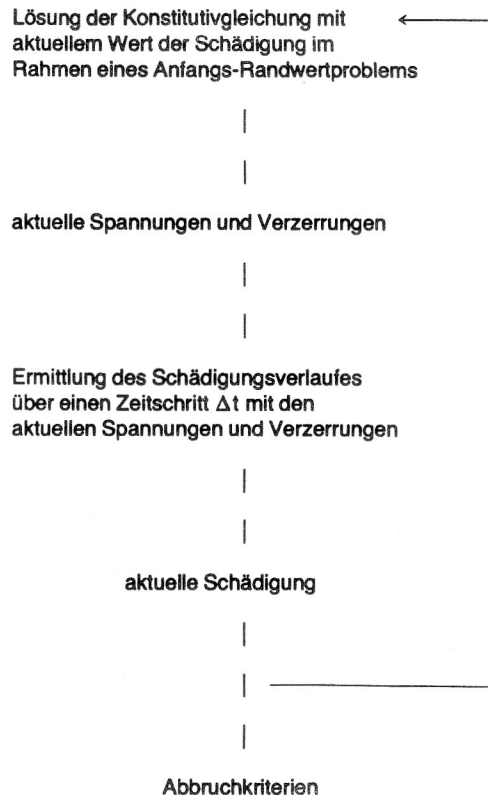 Lösung der Konstitutivgleichung mit
aktuellem Wert der Schädigung im
Rahmen eines Anfangs-Randwertproblems
aktuelle Spannungen und Verzerrungen
Ermittlung des Schädigungsverlaufes
über einen Zeitschritt Δt mit den
aktuellen Spannungen und Verzerrungen
aktuelle Schädigung
Abbruchkriterien